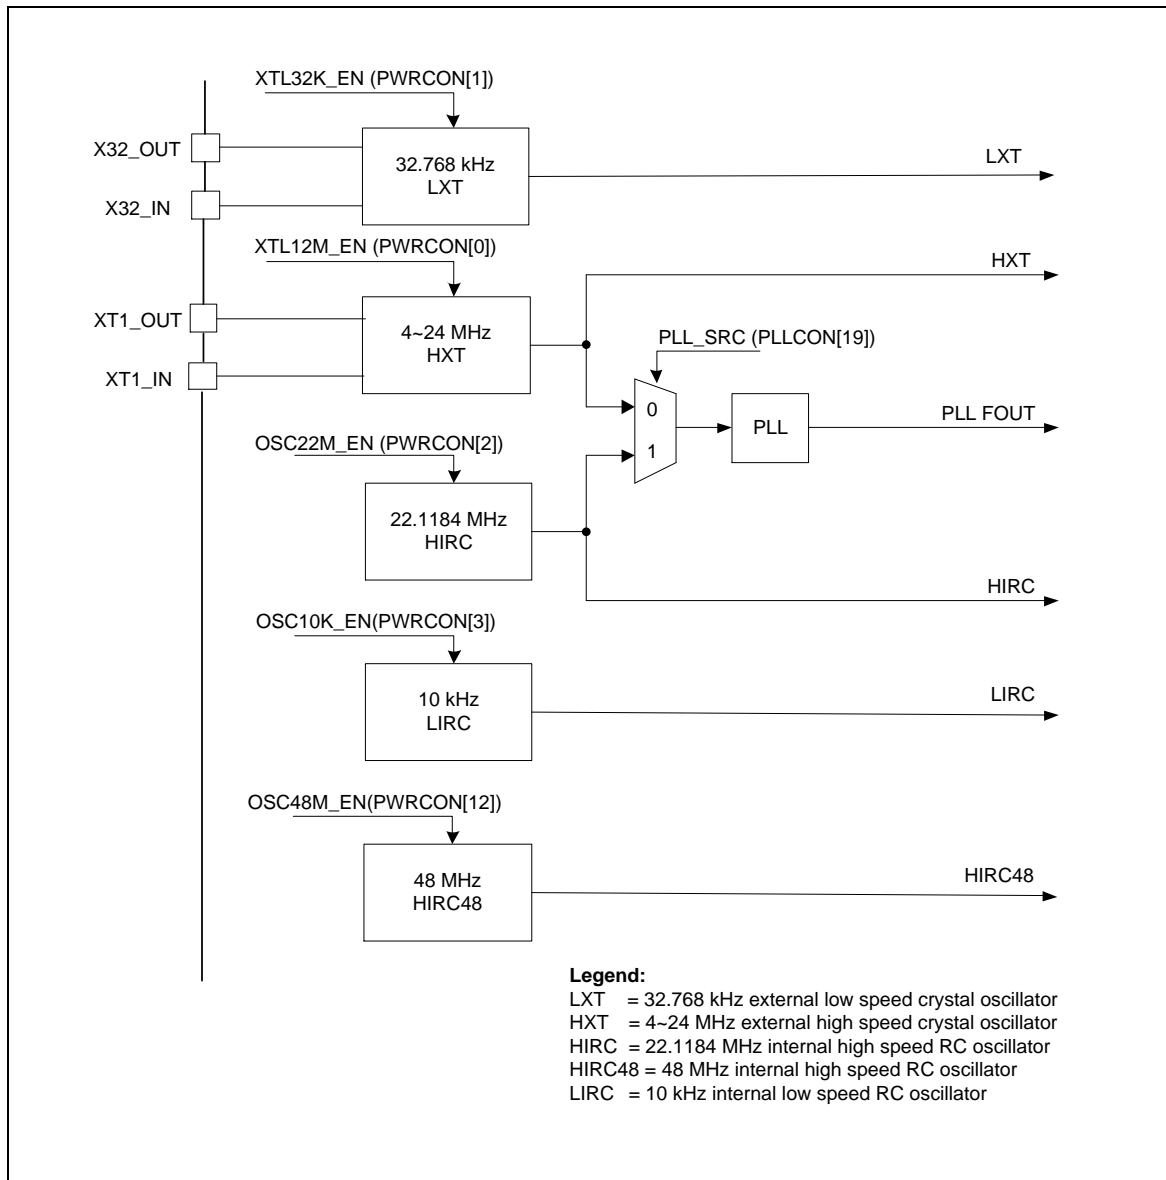 XTL32K_EN (PWRCON[1])
X32_OUT
32.768 kHz
LXT
LXT
X32_IN
XTL12M_EN (PWRCON[0])
HXT
XT1_OUT
4~24 MHz
HXT
PLL_SRC (PLLCON[19])
XT1_IN
0
PLL
PLL FOUT
1
OSC22M_EN (PWRCON[2])
22.1184 MHz
HIRC
HIRC
OSC10K_EN(PWRCON[3])
10 kHz
LIRC
LIRC
OSC48M_EN(PWRCON[12])
48 MHz
HIRC48
HIRC48
Legend:
LXT = 32.768 kHz external low speed crystal oscillator
HXT = 4~24 MHz external high speed crystal oscillator
HIRC = 22.1184 MHz internal high speed RC oscillator
HIRC48 = 48 MHz internal high speed RC oscillator
LIRC = 10 kHz internal low speed RC oscillator